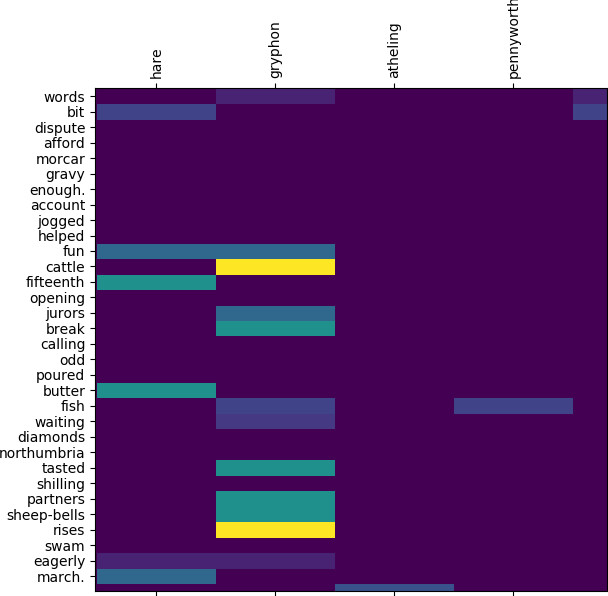 hare
gryphon
atheling
pennyworth
words
bit
dispute
afford
morcar
gravy
enough.
account
jogged
helped
fun
cattle
fifteenth
opening
jurors
break
calling
odd
poured
butter
fish
waiting
diamonds
northumbria
tasted
shilling
partners
sheep-bells
rises
swam
eagerly
march.